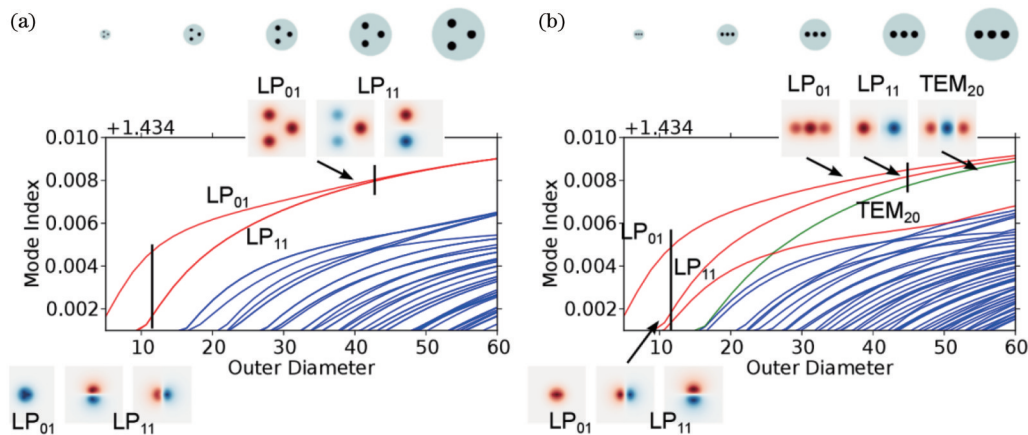 (a)
LP01 LP11
+1.434
0.010
0.008
0.006
0.004
0.002
Mode Index
LP01
LP11
10 20 30 40 50 60
Outer Diameter
LP01 LP11
(b)
LP01 LP11 TEM20
+1.434
0.010
0.008
0.006
0.004
0.002
Mode Index
LP01
LP11
TEM20
10 20 30 40 50 60
Outer Diameter
LP01 LP11